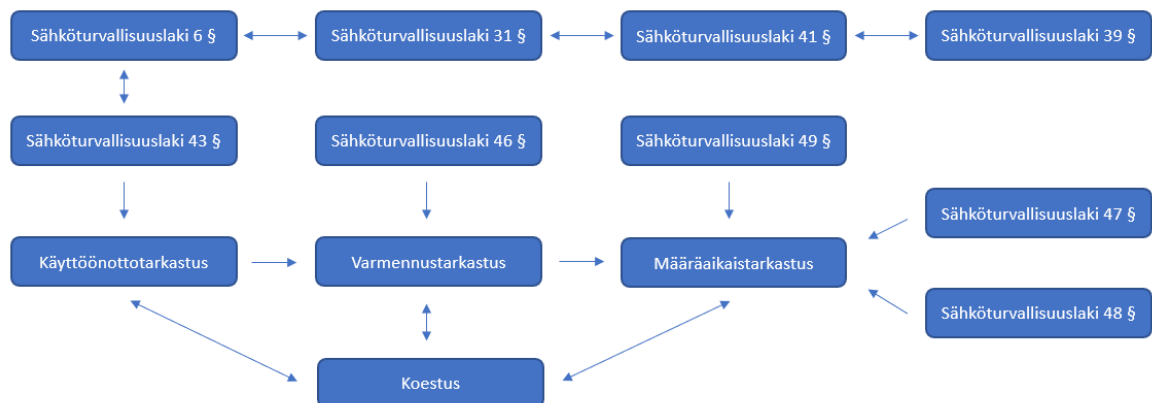 Sähköturvallisuuslaki 6 §
Sähköturvallisuuslaki 31 §
Sähköturvallisuuslaki 41 §
Sähköturvallisuuslaki 39 §
Sähköturvallisuuslaki 43 §
Sähköturvallisuuslaki 46 §
Sähköturvallisuuslaki 49 §
Sähköturvallisuuslaki 47 §
Käyttöönottotarkastus
Varmennustarkastus
Määräaikaistarkastus
Sähköturvallisuuslaki 48 §
Koestus